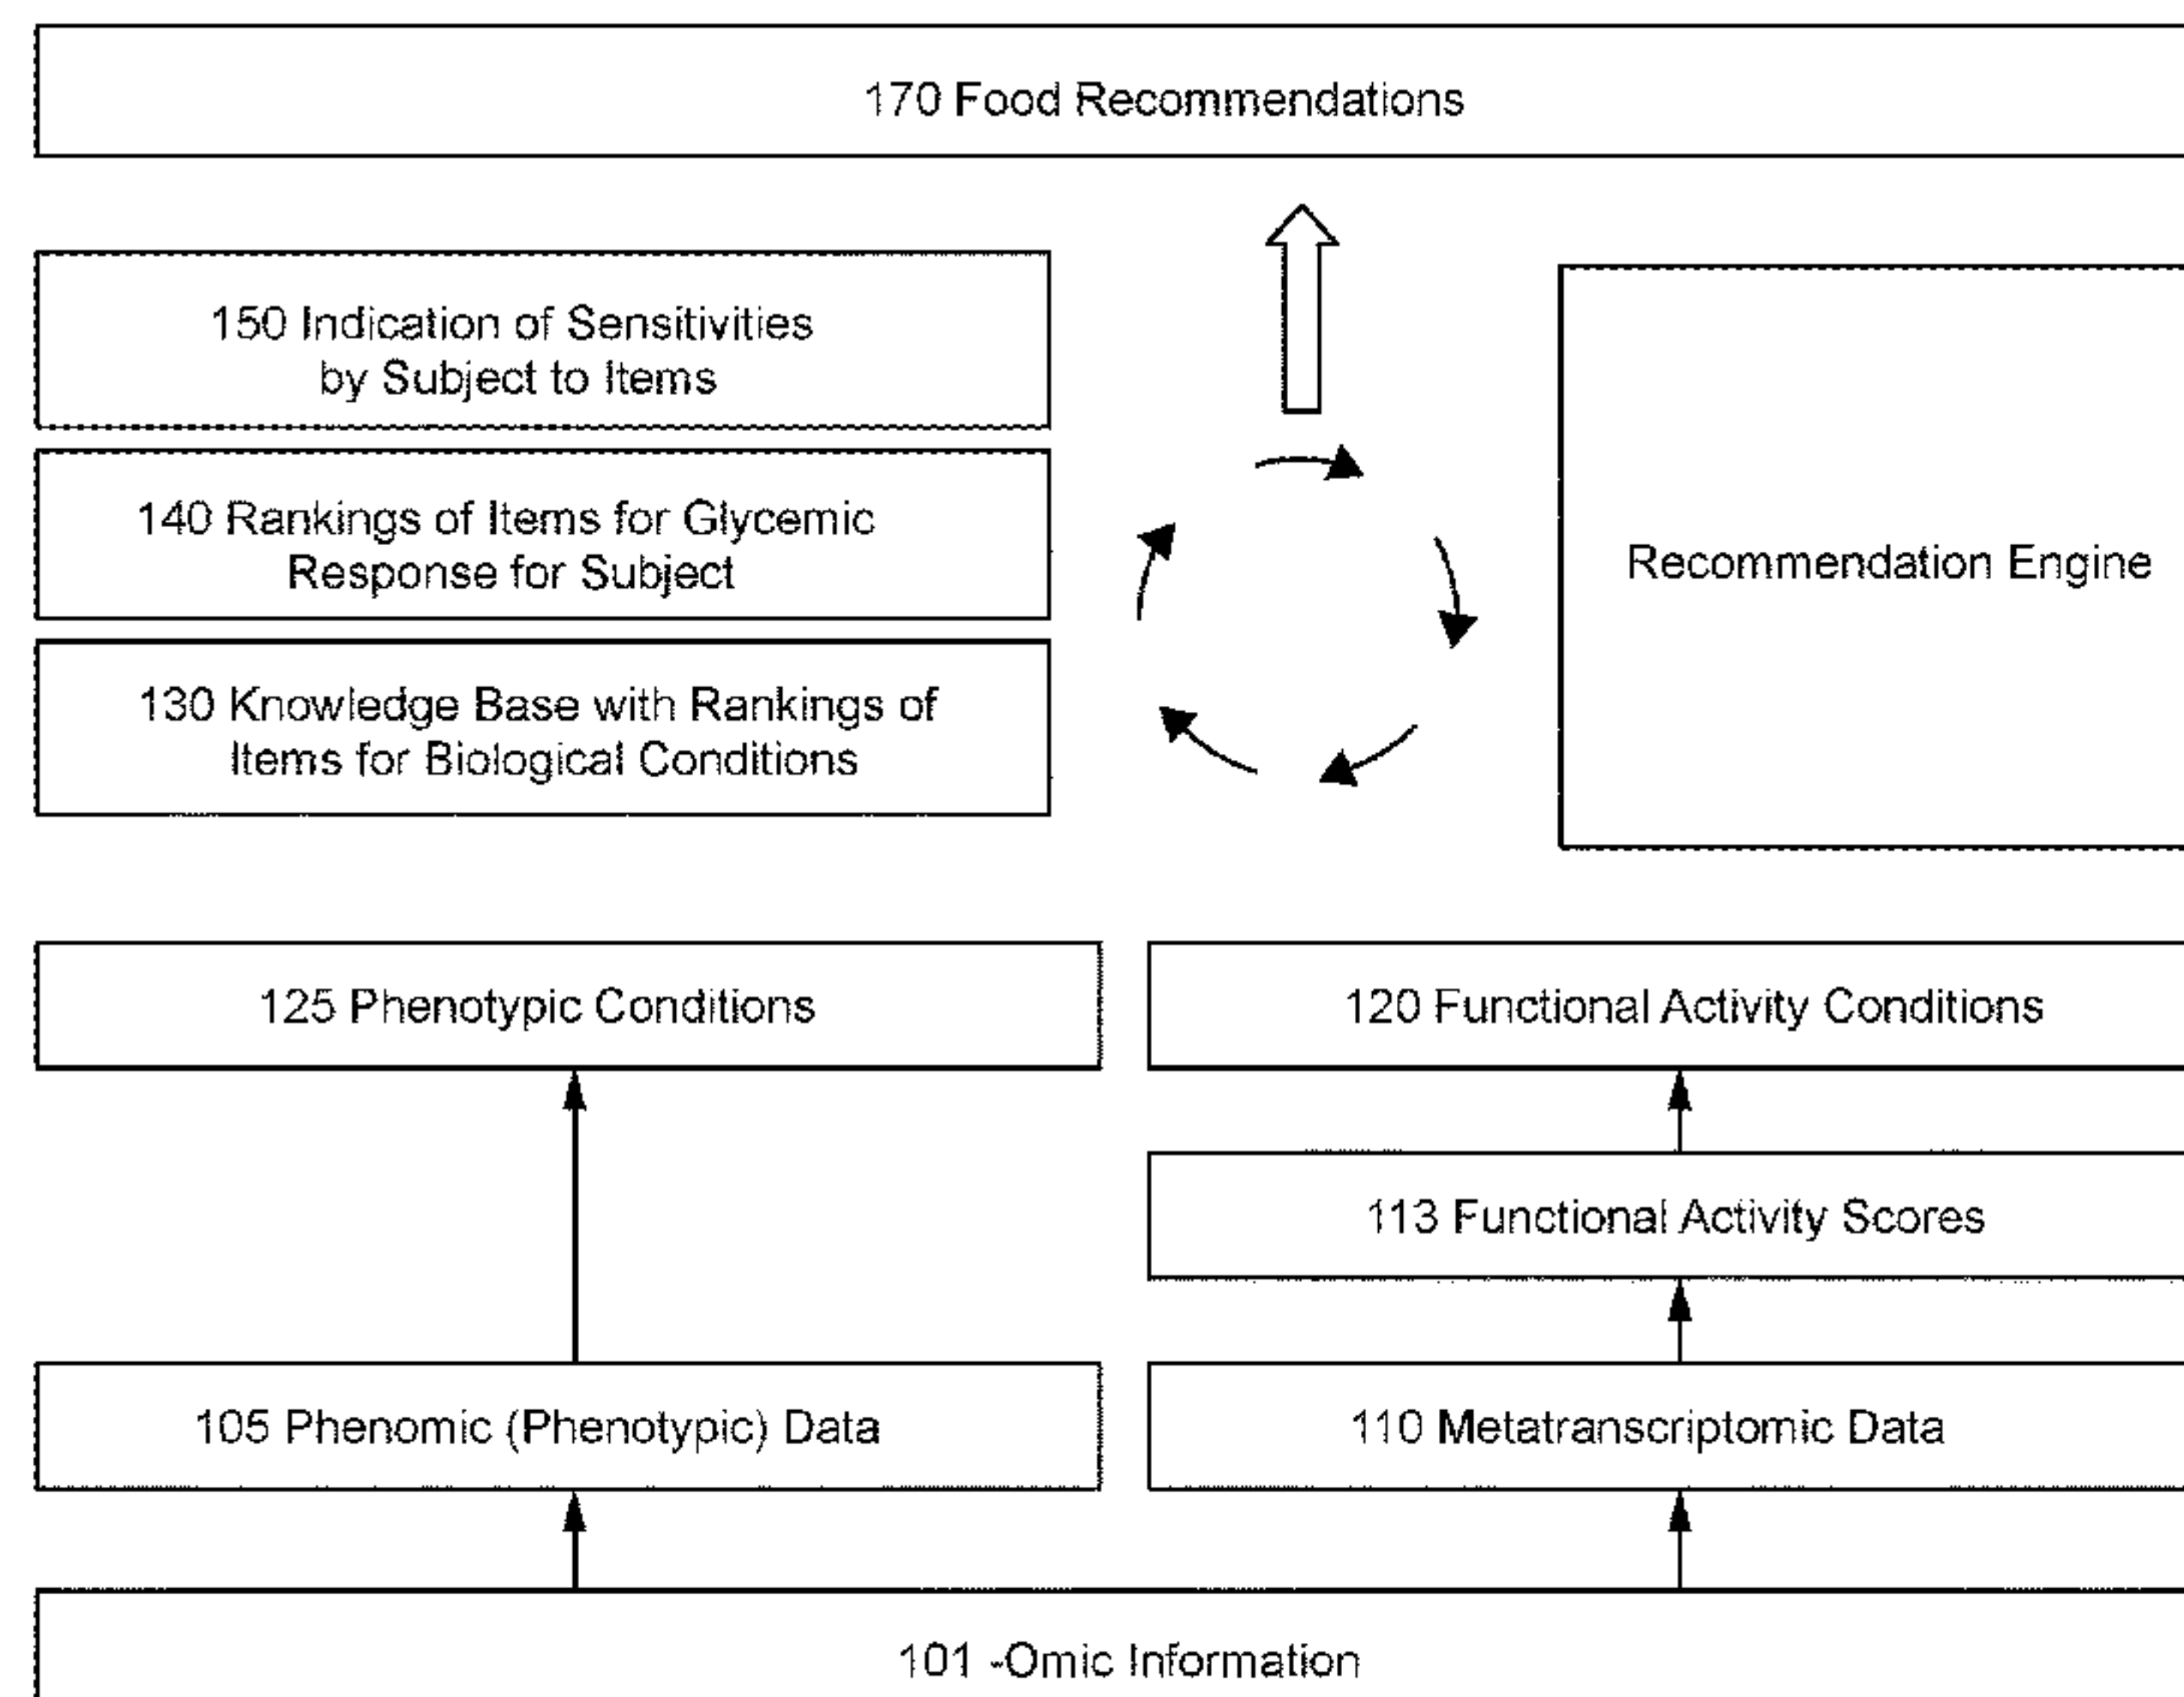 170 Food Recommendations
150 Indication of Sensitivities
by Subject to Items
140 Rankings of Items for Glycemic
Response for Subject
130 Knowledge Base with Rankings of
Items for Biological Conditions
Recommendation Engine
125 Phenotypic Conditions
120 Functional Activity Conditions
113 Functional Activity Scores
105 Phenomic (Phenotypic) Data
110 Metatranscriptomic Data
101 -Omic Information